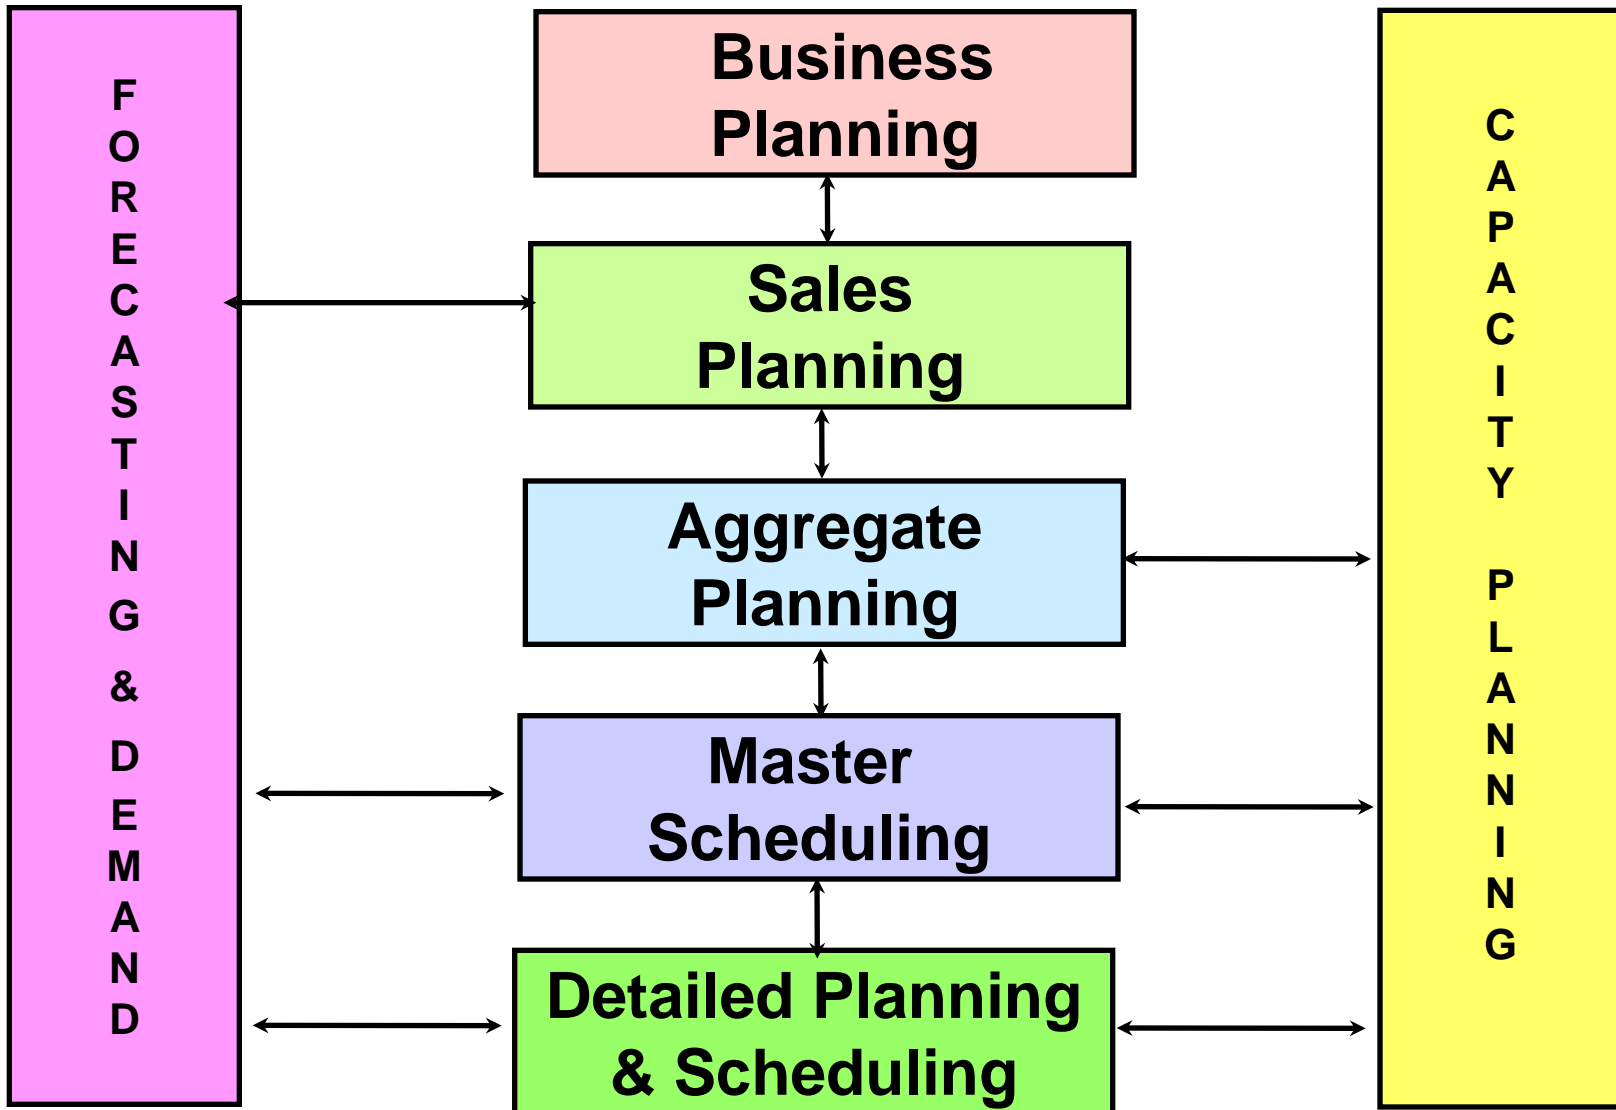 FORECASTING & DEMAND
Business
Planning
Sales
Planning
Aggregate
Planning
Master
Scheduling
Detailed Planning
& Scheduling
CAPACITY PLANNING